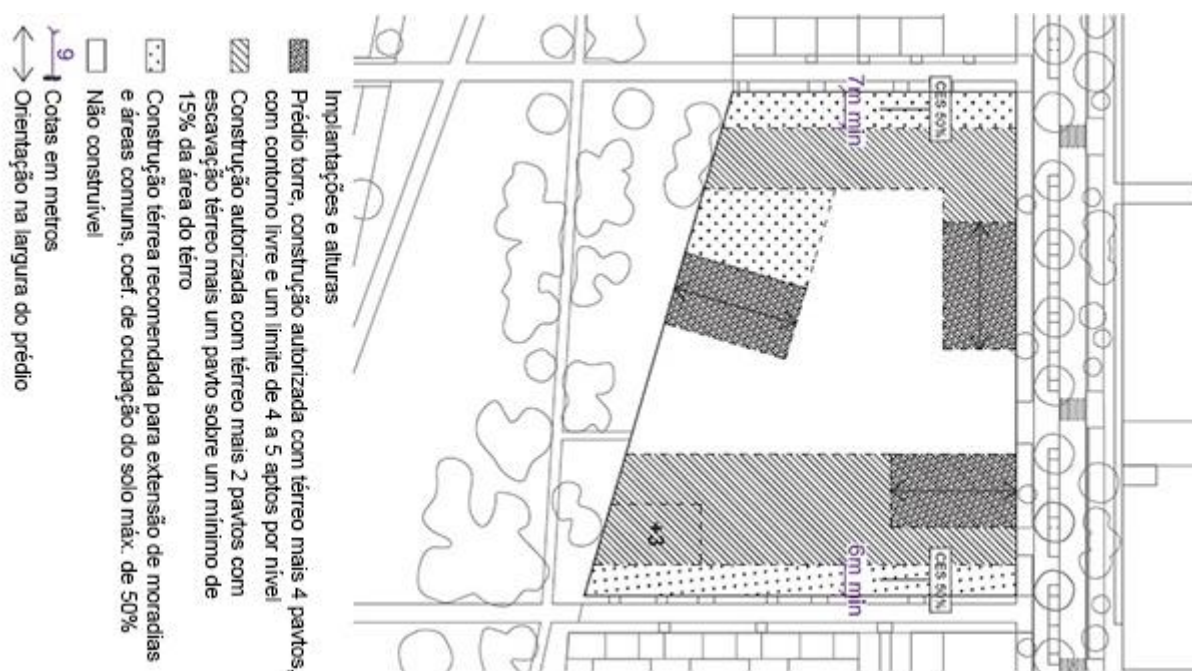 Implantações e alturas
Prédio torre, construção autorizada com térreo mais 4 pavtos,
com contorno livre e um limite de 4 a 5 aptos por nível
Construção autorizada com térreo mais 2 pavtos com
escavação térreo mais um pavto sobre um mínimo de
15% da área do térro
Construção térrea recomendada para extensão de moradias
e áreas comuns, coef. de ocupação do solo máx. de 50%
Não construível
9 Cotas em metros
Orientação na largura do prédio
7m min
CES 50%
+3
6m min
CES 50%